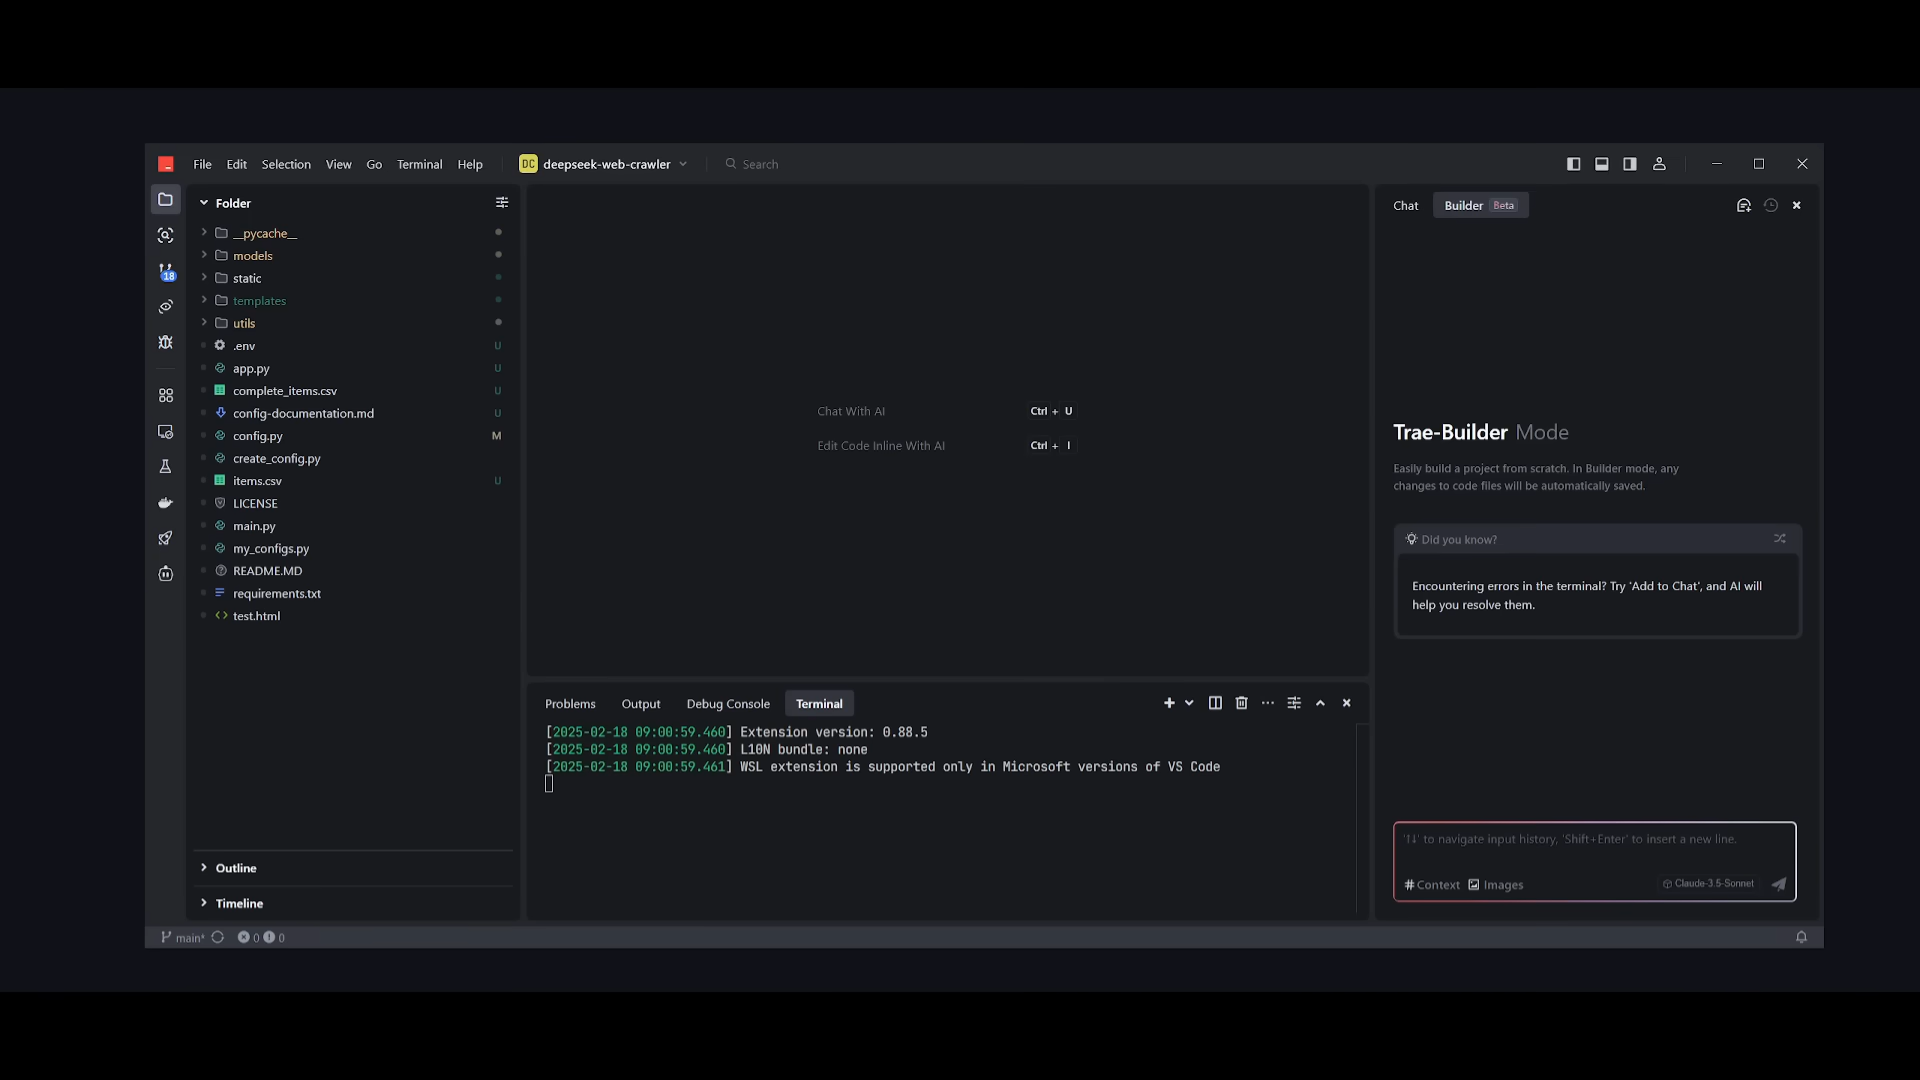 File Edit Selection View Go Terminal Help DC deepseek-web-crawler Search
18
Folder
__pycache__
models
static
templates
utils
.env U
app.py U
complete_items.csv U
config-documentation.md U
config.py M
create_config.py
items.csv U
LICENSE
main.py
my_configs.py
README.MD
requirements.txt
test.html
Outline
Timeline
Chat With AI Ctrl + U
Edit Code Inline With AI Ctrl + I
Problems Output Debug Console Terminal
[2025-02-18 09:00:59.460] Extension version: 0.88.5
[2025-02-18 09:00:59.460] L10N bundle: none
[2025-02-18 09:00:59.461] WSL extension is supported only in Microsoft versions of VS Code
Chat Builder Beta
Trae-Builder Mode
Easily build a project from scratch. In Builder mode, any
changes to code files will be automatically saved.
Did you know?
Encountering errors in the terminal? Try 'Add to Chat', and AI will
help you resolve them.
'↑↓' to navigate input history, 'Shift+Enter' to insert a new line.
# Context Images Claude-3.5-Sonnet
main* 0 0